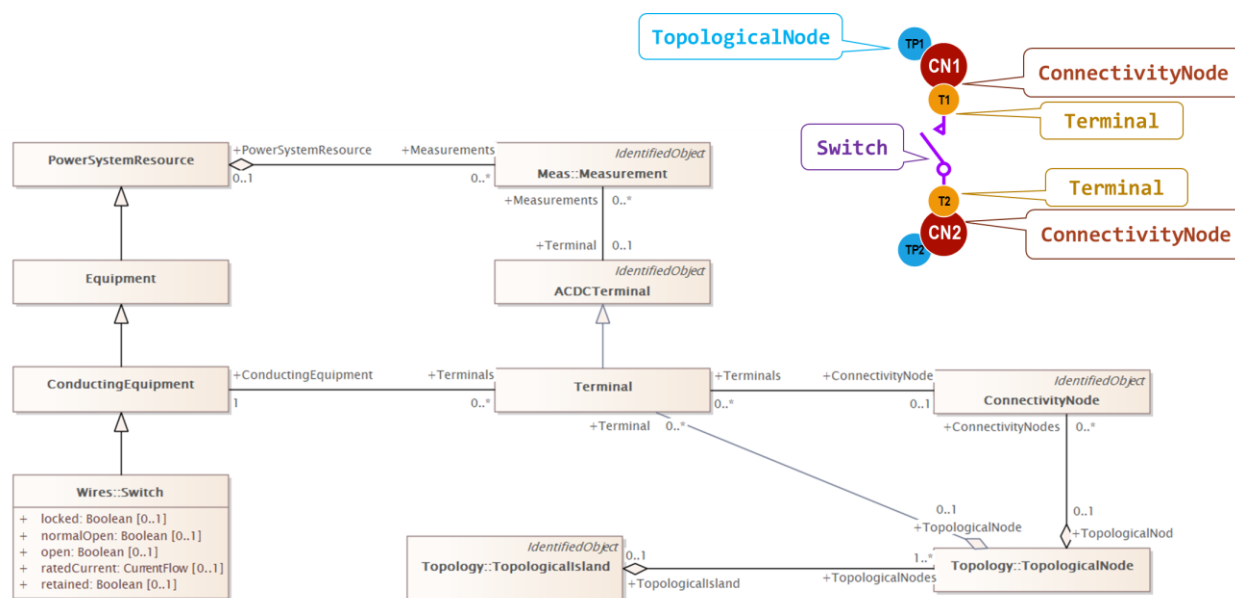 TopologicalNode
TP1
CN1
ConnectivityNode
T1
Terminal
Switch
T2
Terminal
CN2
ConnectivityNode
TP2
PowerSystemResource
+PowerSystemResource
+Measurements
0..1
0..*
IdentifiedObject
Meas::Measurement
+Measurements
0..*
+Terminal
0..1
Equipment
IdentifiedObject
ACDCTerminal
ConductingEquipment
+ConductingEquipment
+Terminals
1
0..*
Terminal
+Terminals
+ConnectivityNode
0..*
0..1
IdentifiedObject
ConnectivityNode
+Terminal
0..*
+ConnectivityNodes
0..*
Wires::Switch
+ locked: Boolean [0..1]
+ normalOpen: Boolean [0..1]
+ open: Boolean [0..1]
+ ratedCurrent: CurrentFlow [0..1]
+ retained: Boolean [0..1]
0..1
+TopologicalNode
0..1
+TopologicalNod
IdentifiedObject
Topology::TopologicalIsland
0..1
+TopologicalIsland
1..*
+TopologicalNodes
Topology::TopologicalNode